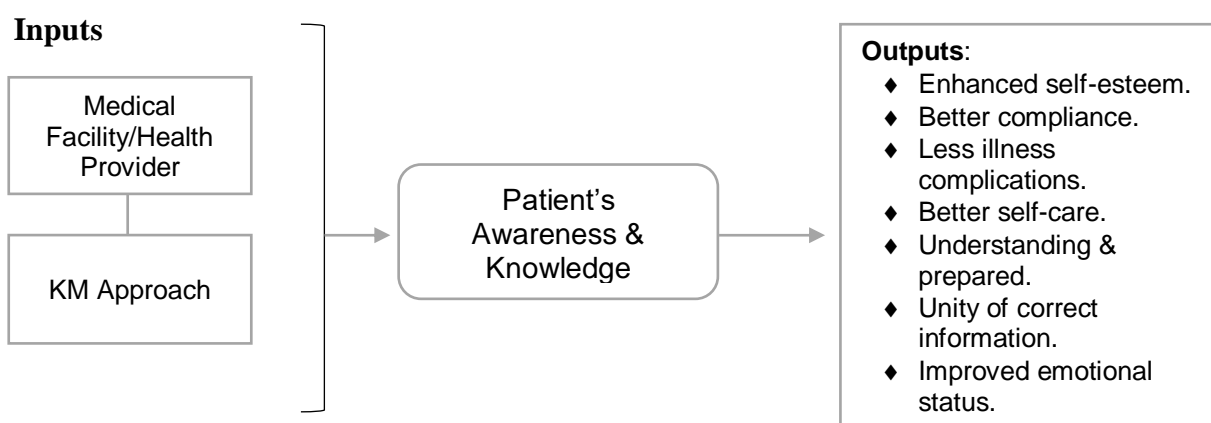 Inputs
Medical
Facility/Health
Provider
KM Approach
Patient’s
Awareness &
Knowledge
Outputs:
♦ Enhanced self-esteem.
♦ Better compliance.
♦ Less illness
complications.
♦ Better self-care.
♦ Understanding &
prepared.
♦ Unity of correct
information.
♦ Improved emotional
status.